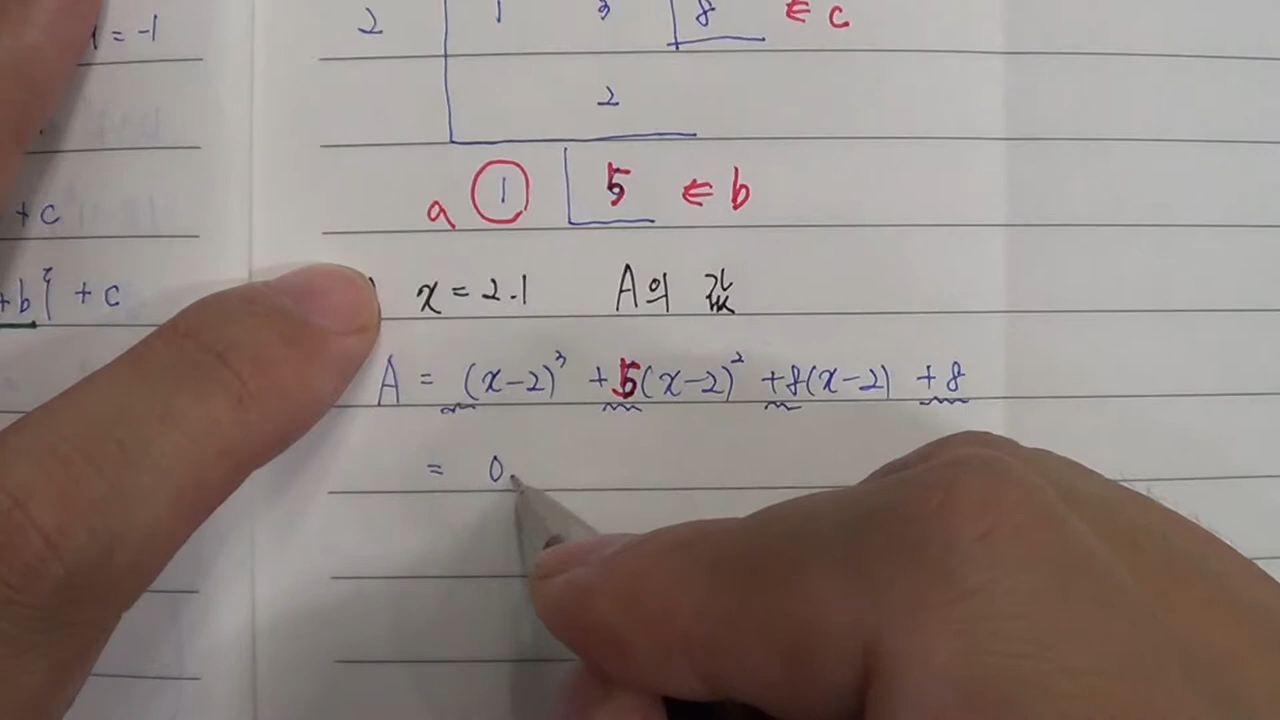 = -1
2 1 3 8 ⇐ c
2
a 1 5 ⇐ b
+ c
+b} + c
x = 2.1 A의 값
A = (x-2)³ + 5(x-2)² + 8(x-2) + 8
= 0.